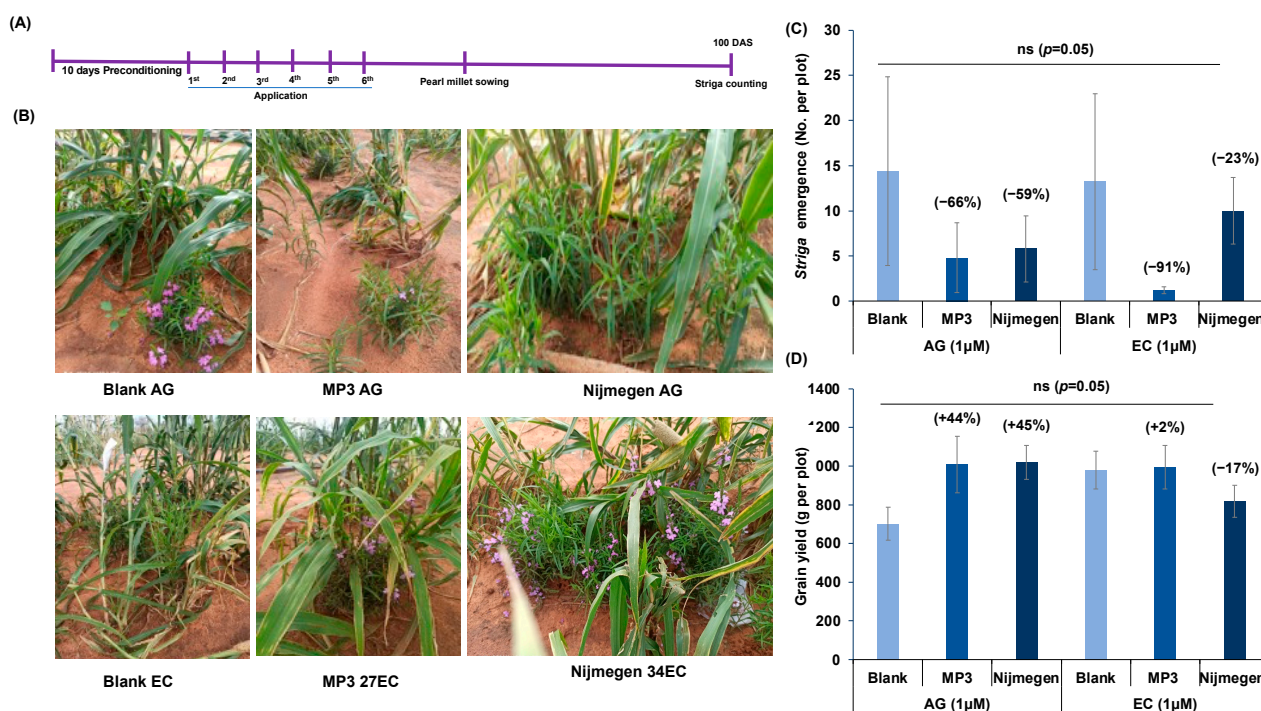 (A)
100 DAS
10 days Preconditioning
1st 2nd 3rd 4th 5th 6th
Application
Pearl millet sowing
Striga counting
(B)
Blank AG
MP3 AG
Nijmegen AG
Blank EC
MP3 27EC
Nijmegen 34EC
(C)
Striga emergence (No. per plot)
30
25
20
15
10
5
0
ns (p=0.05)
(−66%)
(−59%)
(−91%)
(−23%)
Blank MP3 Nijmegen Blank MP3 Nijmegen
AG (1µM) EC (1µM)
(D)
Grain yield (g per plot)
1400
1200
1000
800
600
400
200
0
ns (p=0.05)
(+44%)
(+45%)
(+2%)
(−17%)
Blank MP3 Nijmegen Blank MP3 Nijmegen
AG (1µM) EC (1µM)